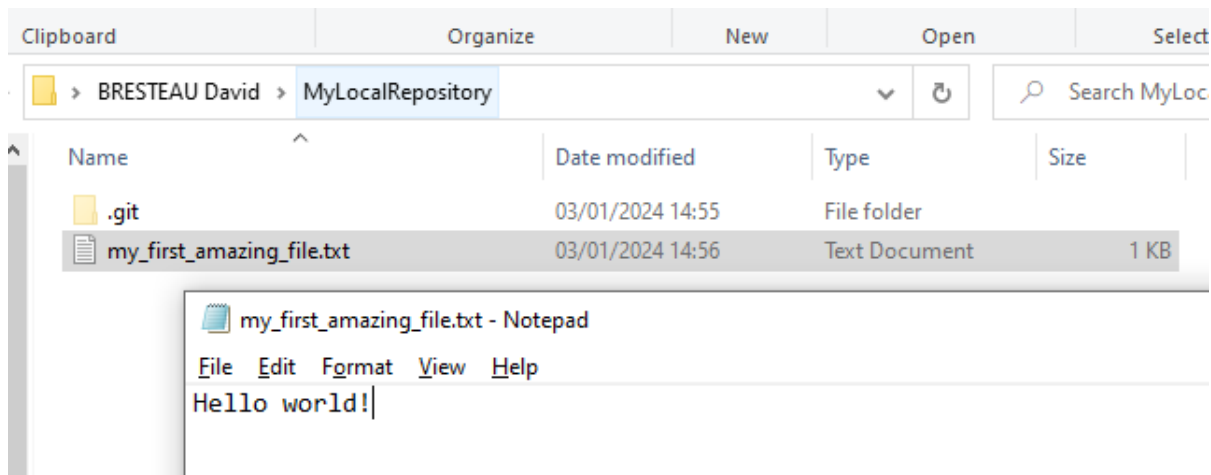 Clipboard Organize New Open Select
BRESTEAU David > MyLocalRepository Search MyLoc
Name Date modified Type Size
.git 03/01/2024 14:55 File folder
my_first_amazing_file.txt 03/01/2024 14:56 Text Document 1 KB
my_first_amazing_file.txt - Notepad
File Edit Format View Help
Hello world!